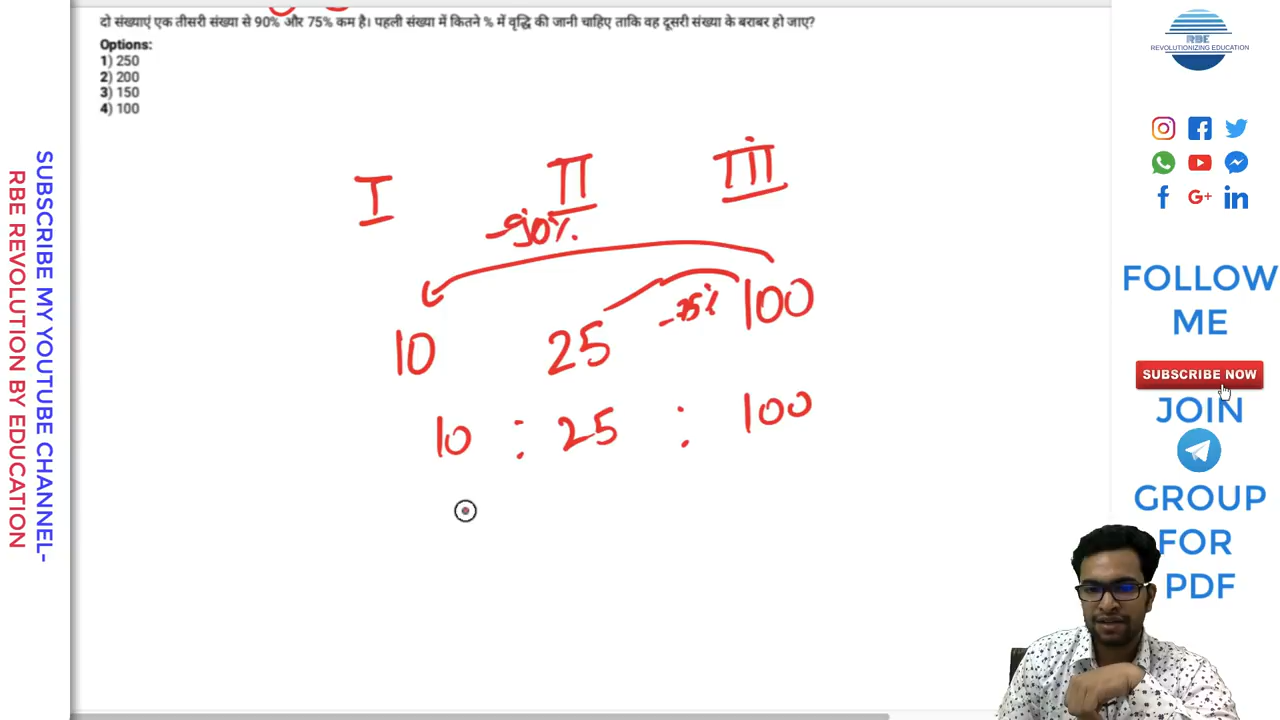 दो संख्याएं एक तीसरी संख्या से 90% और 75% कम है। पहली संख्या में कितने % में वृद्धि की जानी चाहिए ताकि वह दूसरी संख्या के बराबर हो जाए?
Options:
1) 250
2) 200
3) 150
4) 100
I II III
-90%
-75%
10 25 100
10 : 25 : 100
SUBSCRIBE MY YOUTUBE CHANNEL-
RBE REVOLUTION BY EDUCATION
RBE
REVOLUTIONIZING EDUCATION
FOLLOW
ME
SUBSCRIBE NOW
JOIN
GROUP
FOR
PDF